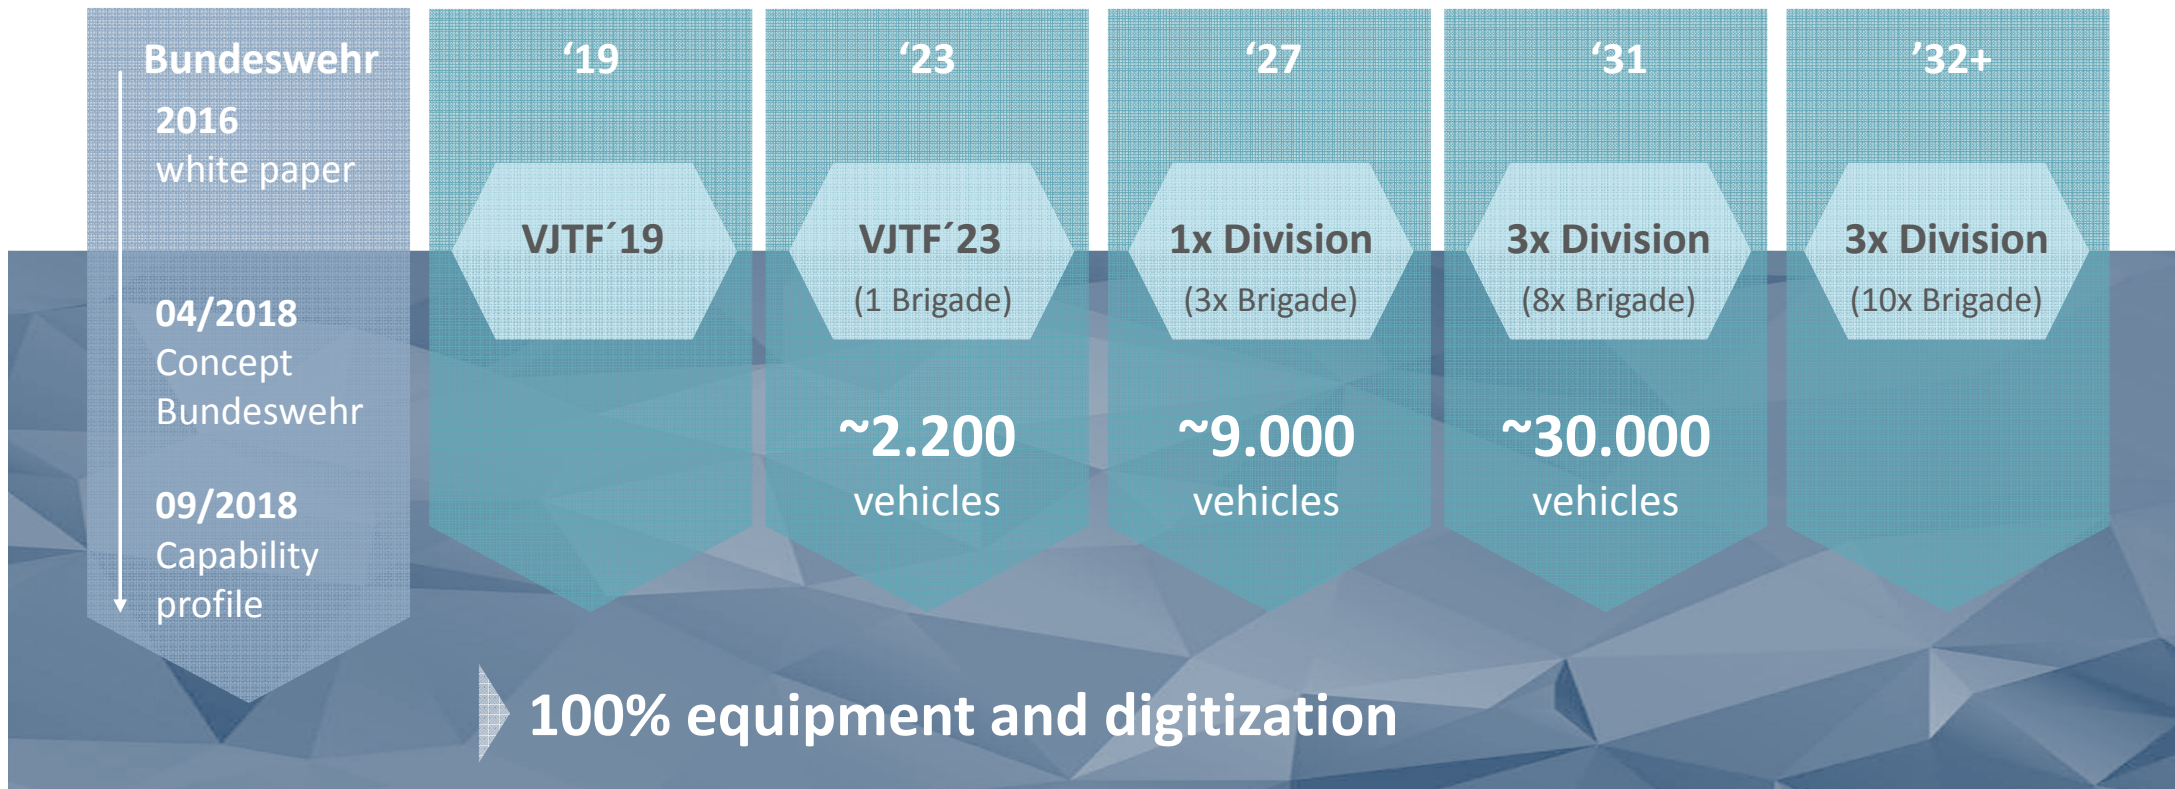 Bundeswehr
2016
white paper
04/2018
Concept
Bundeswehr
09/2018
Capability
profile
‘19
VJTF´19
‘23
VJTF´23
(1 Brigade)
~2.200
vehicles
‘27
1x Division
(3x Brigade)
~9.000
vehicles
‘31
3x Division
(8x Brigade)
~30.000
vehicles
’32+
3x Division
(10x Brigade)
100% equipment and digitization